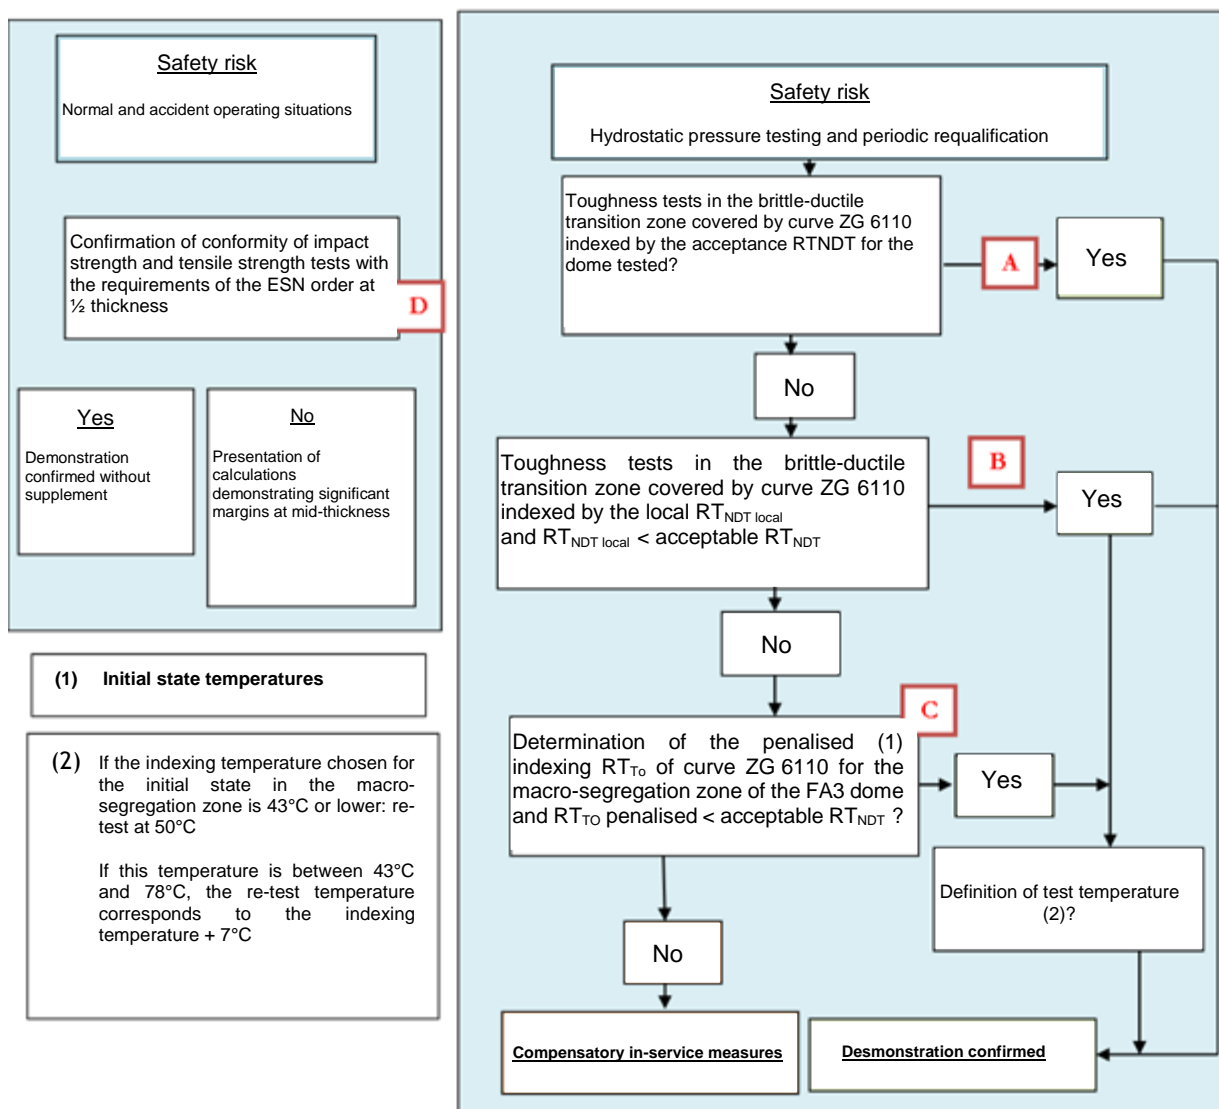 Safety risk
Normal and accident operating situations
Confirmation of conformity of impact
strength and tensile strength tests with
the requirements of the ESN order at
½ thickness
D
Yes
Demonstration
confirmed without
supplement
No
Presentation of
calculations
demonstrating significant
margins at mid-thickness
(1) Initial state temperatures
(2) If the indexing temperature chosen for
the initial state in the macro-
segregation zone is 43°C or lower: re-
test at 50°C
If this temperature is between 43°C
and 78°C, the re-test temperature
corresponds to the indexing
temperature + 7°C
Safety risk
Hydrostatic pressure testing and periodic requalification
Toughness tests in the brittle-ductile
transition zone covered by curve ZG 6110
indexed by the acceptance RTNDT for the
dome tested?
A
Yes
No
Toughness tests in the brittle-ductile
transition zone covered by curve ZG 6110
indexed by the local RTNDT local
and RTNDT local < acceptable RTNDT
B
Yes
No
C
Determination of the penalised (1)
indexing RTTo of curve ZG 6110 for the
macro-segregation zone of the FA3 dome
and RTTO penalised < acceptable RTNDT ?
Yes
Definition of test temperature
(2)?
No
Compensatory in-service measures
Desmonstration confirmed